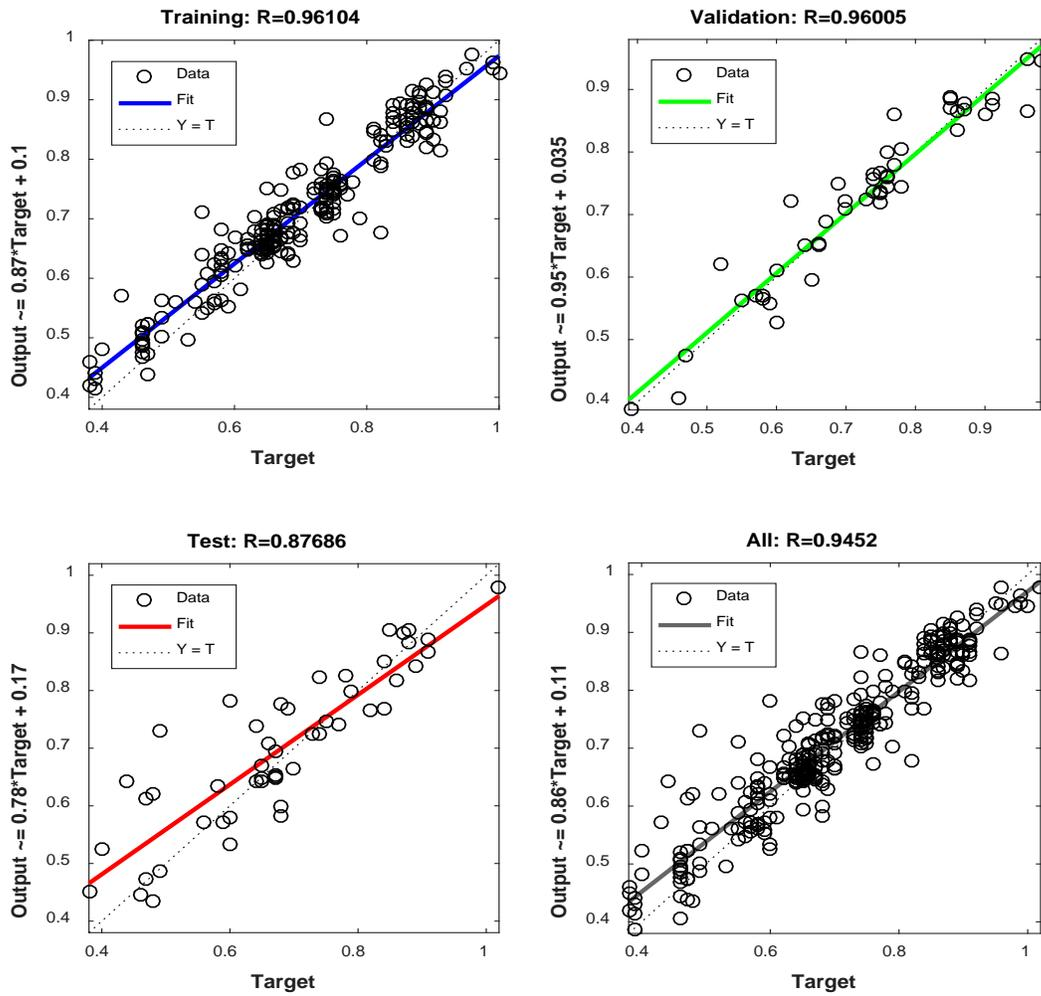 Training: R=0.96104
Output ~= 0.87*Target + 0.1
1
0.9
0.8
0.7
0.6
0.5
0.4
Data
Fit
Y = T
0.4 0.6 0.8 1
Target
Validation: R=0.96005
Output ~= 0.95*Target + 0.035
0.9
0.8
0.7
0.6
0.5
0.4
Data
Fit
Y = T
0.4 0.5 0.6 0.7 0.8 0.9
Target
Test: R=0.87686
Output ~= 0.78*Target + 0.17
1
0.9
0.8
0.7
0.6
0.5
0.4
Data
Fit
Y = T
0.4 0.6 0.8 1
Target
All: R=0.9452
Output ~= 0.86*Target + 0.11
1
0.9
0.8
0.7
0.6
0.5
0.4
Data
Fit
Y = T
0.4 0.6 0.8 1
Target